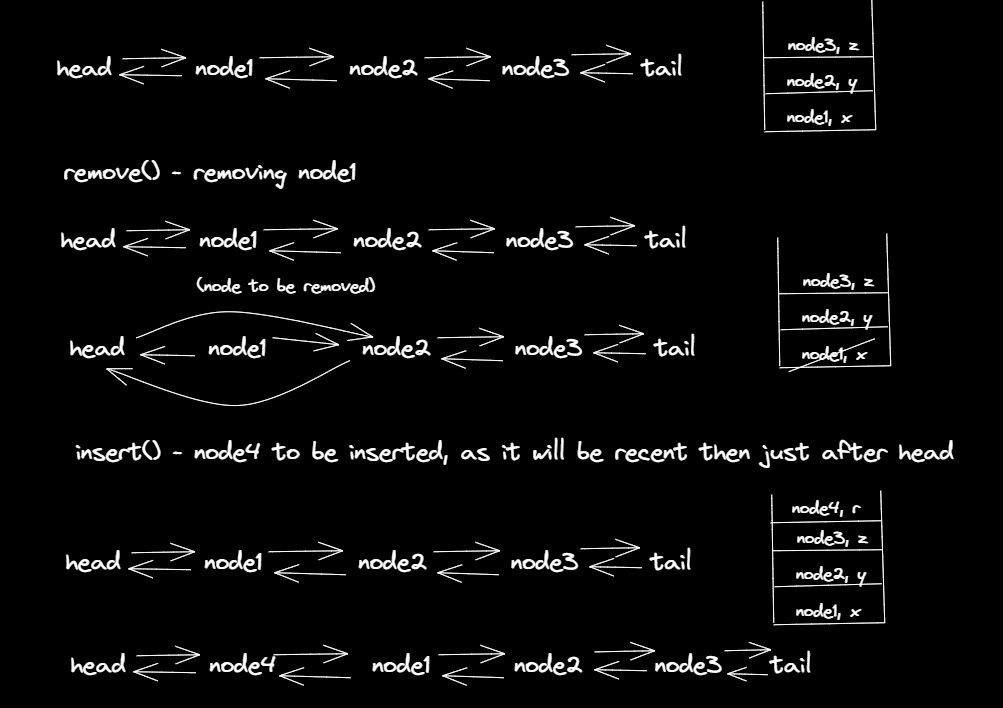 head node1 node2 node3 tail
node3, z
node2, y
node1, x
remove() - removing node1
head node1 node2 node3 tail
(node to be removed)
head node1 node2 node3 tail
node3, z
node2, y
node1, x
insert() - node4 to be inserted, as it will be recent then just after head
head node1 node2 node3 tail
node4, r
node3, z
node2, y
node1, x
head node4 node1 node2 node3 tail